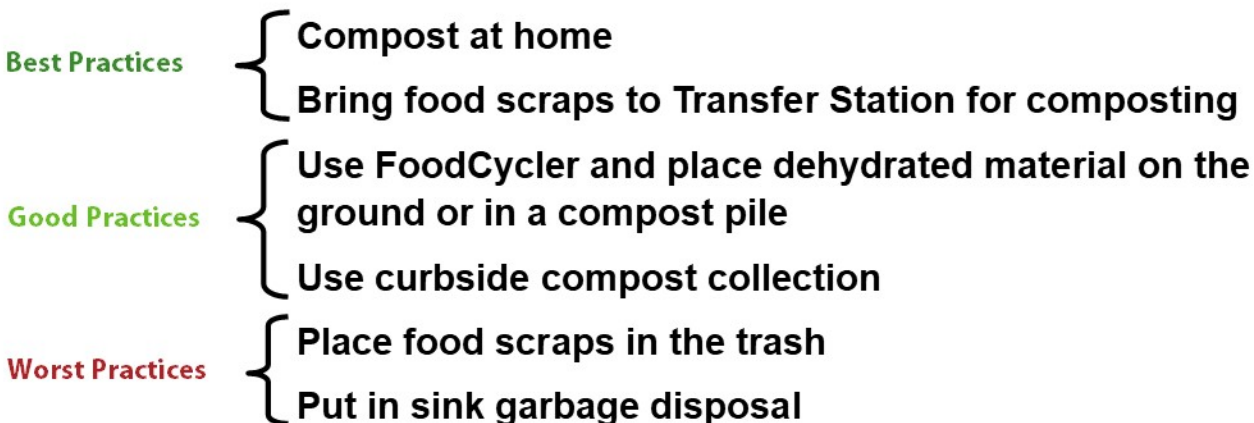 Best Practices
Compost at home
Bring food scraps to Transfer Station for composting
Good Practices
Use FoodCycler and place dehydrated material on the
ground or in a compost pile
Use curbside compost collection
Worst Practices
Place food scraps in the trash
Put in sink garbage disposal